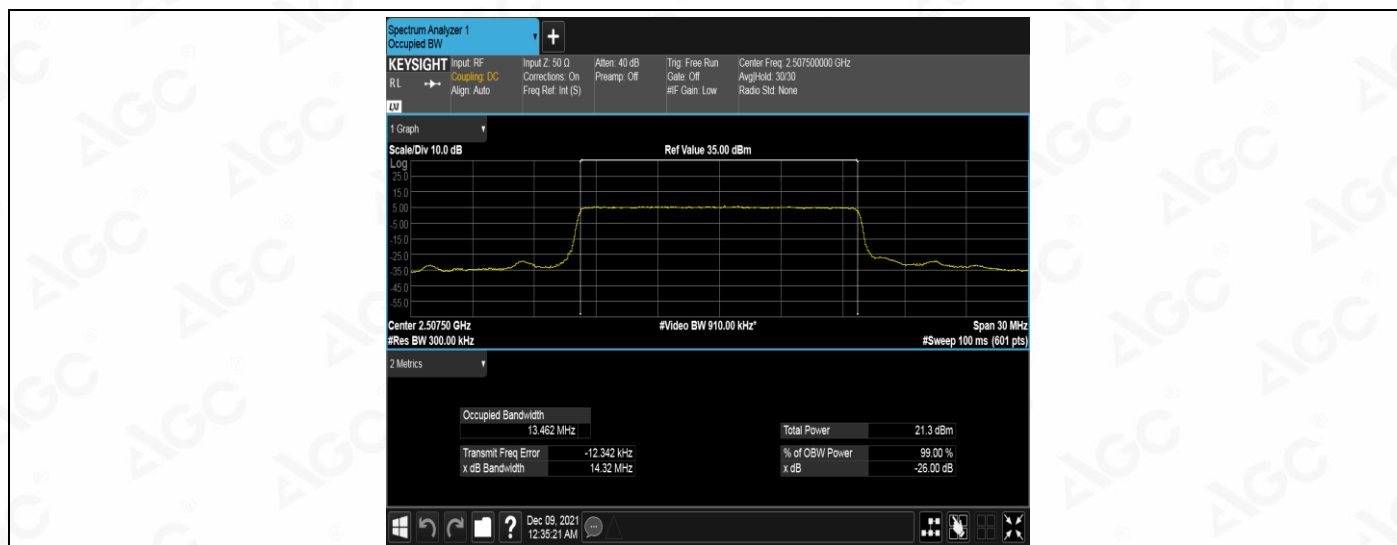 Spectrum Analyzer 1
Occupied BW
KEYSIGHT
R L
LXI
Input: RF
Coupling: DC
Align: Auto
Input Z: 50 Ω
Corrections: On
Freq Ref: Int (S)
Atten: 40 dB
Preamp: Off
Trig: Free Run
Gate: Off
#IF Gain: Low
Center Freq: 2.507500000 GHz
Avg|Hold: 30/30
Radio Std: None
1 Graph
Scale/Div 10.0 dB
Ref Value 35.00 dBm
Log
25.0
15.0
5.00
-5.00
-15.0
-25.0
-35.0
-45.0
-55.0
Center 2.50750 GHz
#Video BW 910.00 kHz*
Span 30 MHz
#Res BW 300.00 kHz
#Sweep 100 ms (601 pts)
2 Metrics
Occupied Bandwidth
13.462 MHz
Total Power 21.3 dBm
Transmit Freq Error -12.342 kHz
% of OBW Power 99.00 %
x dB Bandwidth 14.32 MHz
x dB -26.00 dB
?
Dec 09, 2021
12:35:21 AM
AGC